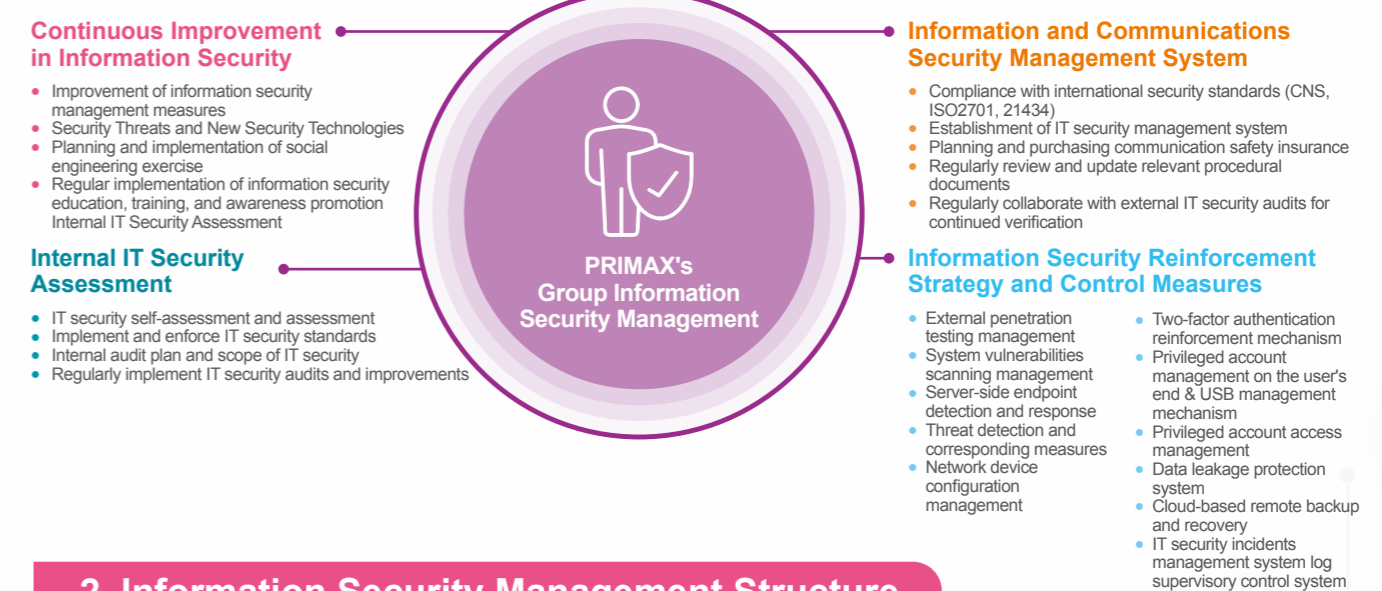 Continuous Improvement
in Information Security
• Improvement of information security
management measures
• Security Threats and New Security Technologies
• Planning and implementation of social
engineering exercise
• Regular implementation of information security
education, training, and awareness promotion
Internal IT Security Assessment
Internal IT Security
Assessment
• IT security self-assessment and assessment
• Implement and enforce IT security standards
• Internal audit plan and scope of IT security
• Regularly implement IT security audits and improvements
PRIMAX's
Group Information
Security Management
Information and Communications
Security Management System
• Compliance with international security standards (CNS,
ISO2701, 21434)
• Establishment of IT security management system
• Planning and purchasing communication safety insurance
• Regularly review and update relevant procedural
documents
• Regularly collaborate with external IT security audits for
continued verification
Information Security Reinforcement
Strategy and Control Measures
• External penetration
testing management
• System vulnerabilities
scanning management
• Server-side endpoint
detection and response
• Threat detection and
corresponding measures
• Network device
configuration
management
• Two-factor authentication
reinforcement mechanism
• Privileged account
management on the user's
end & USB management
mechanism
• Privileged account access
management
• Data leakage protection
system
• Cloud-based remote backup
and recovery
• IT security incidents
management system log
supervisory control system
2. Information Security Management Structure